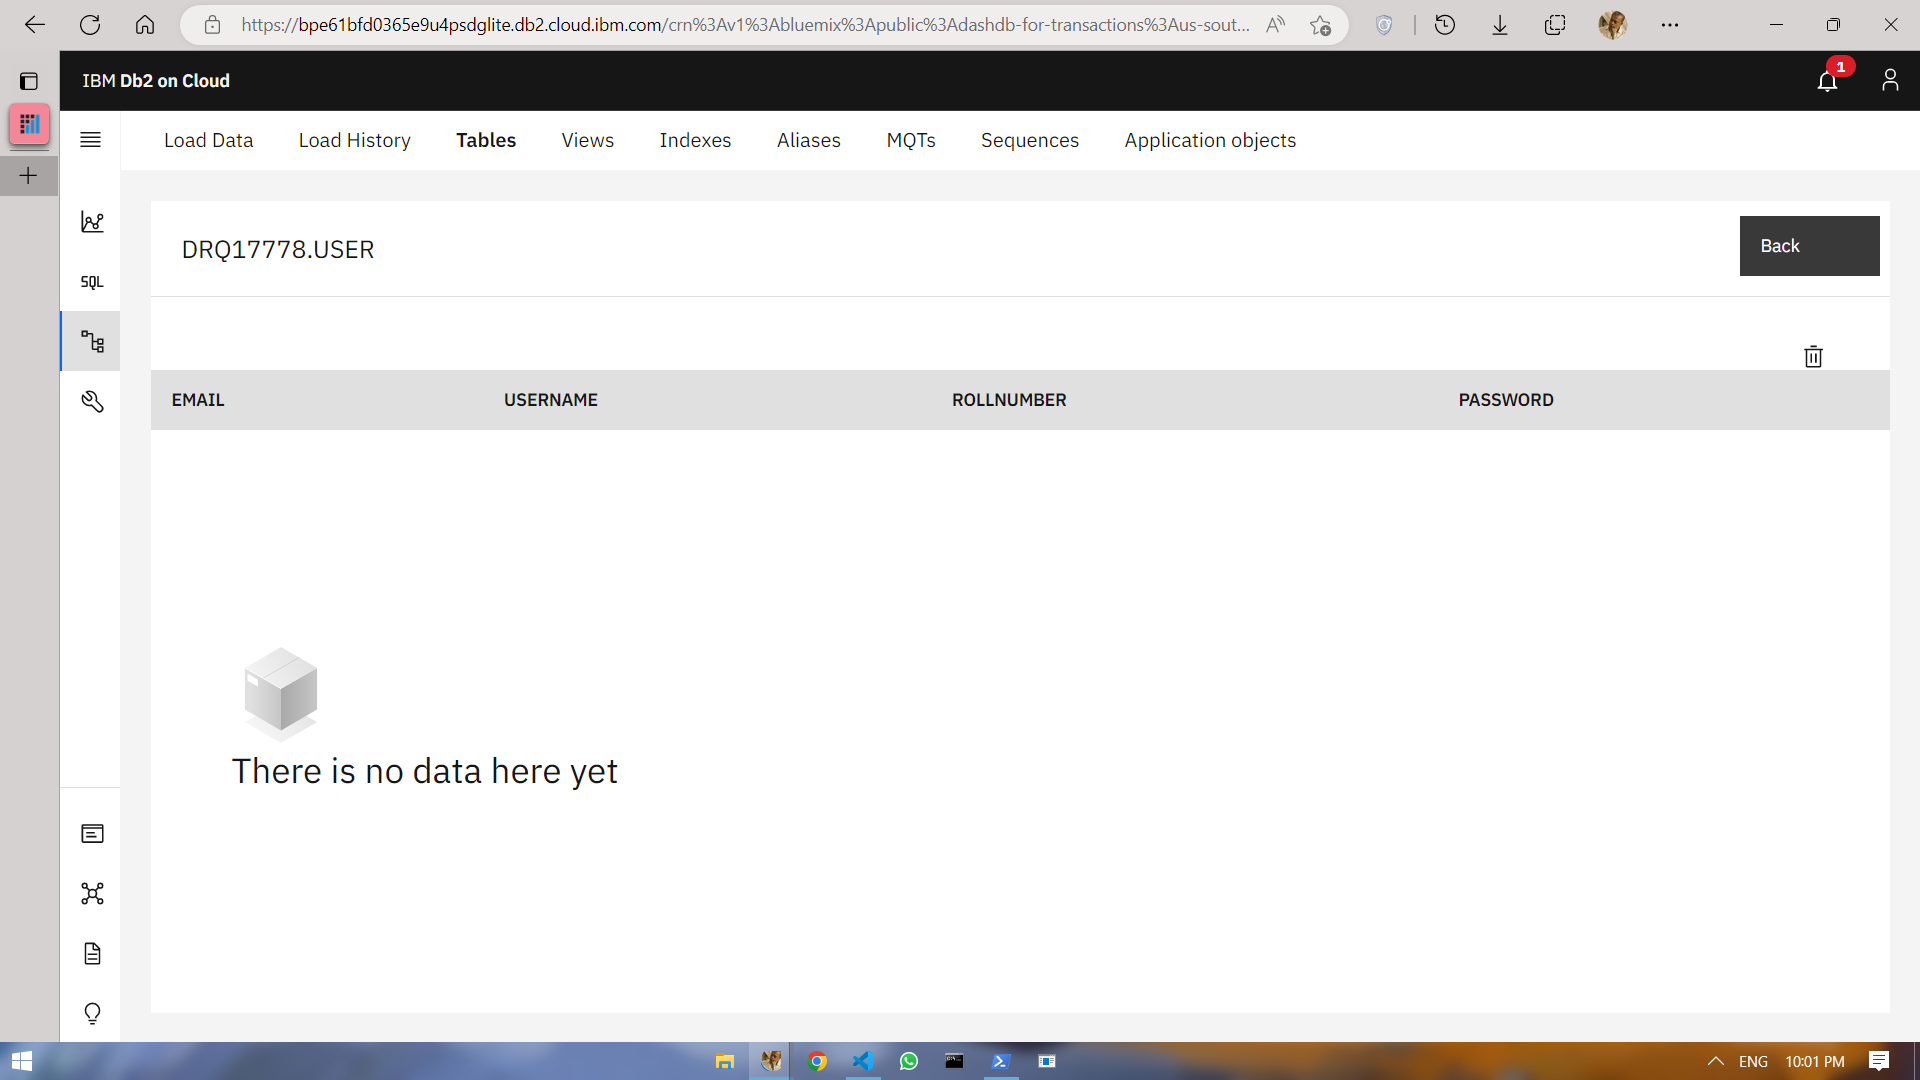 https://bpe61bfd0365e9u4psdglite.db2.cloud.ibm.com/crn%3Av1%3Abluemix%3Apublic%3Adashdb-for-transactions%3Aus-sout...
IBM Db2 on Cloud
1
Load Data Load History Tables Views Indexes Aliases MQTs Sequences Application objects
DRQ17778.USER
Back
SQL
EMAIL USERNAME ROLLNUMBER PASSWORD
There is no data here yet
ENG 10:01 PM